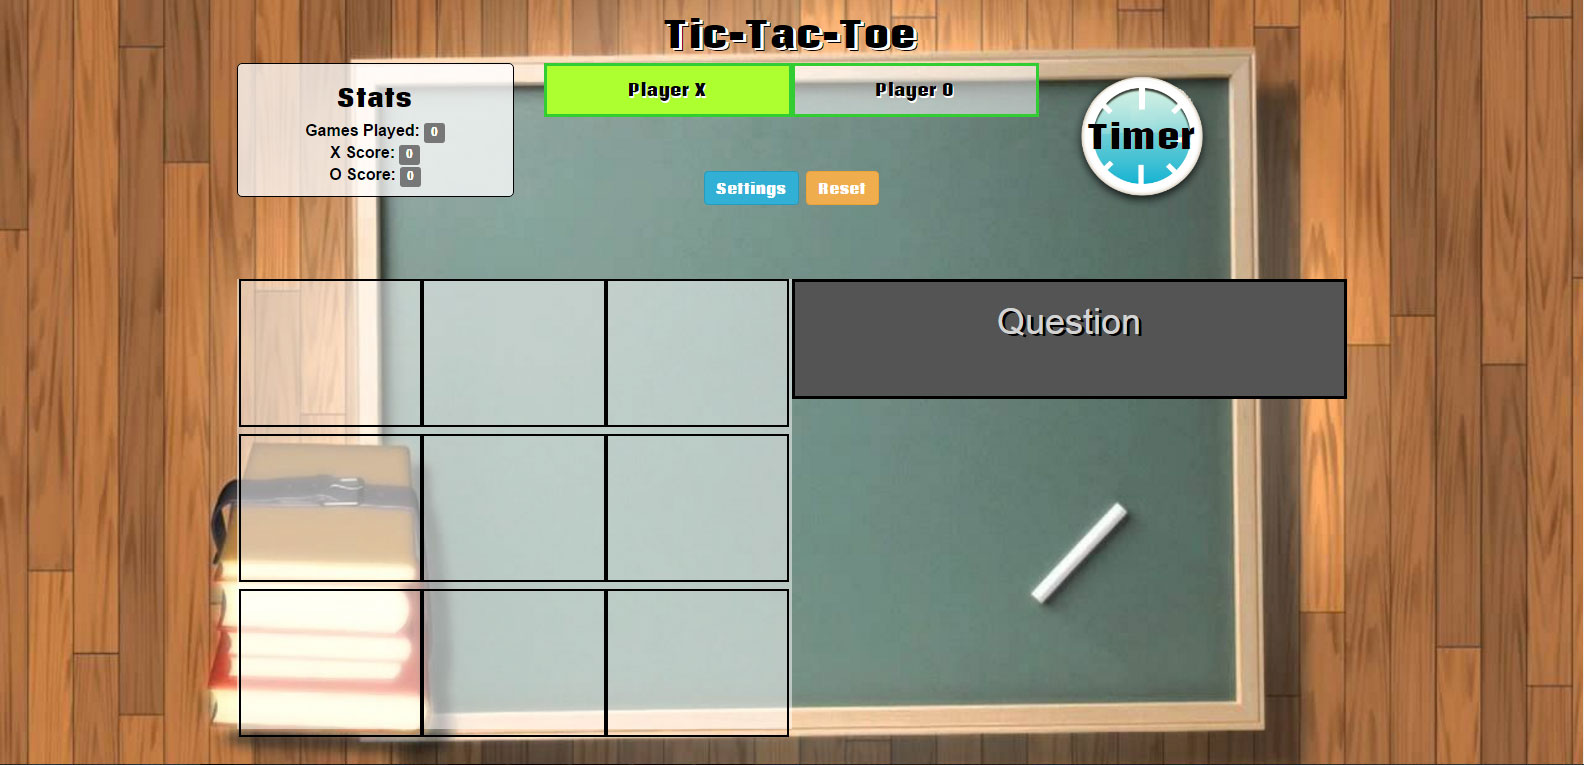 Tic-Tac-Toe
Stats
Games Played: 0
X Score: 0
O Score: 0
Player X
Player O
Timer
Settings
Reset
Question